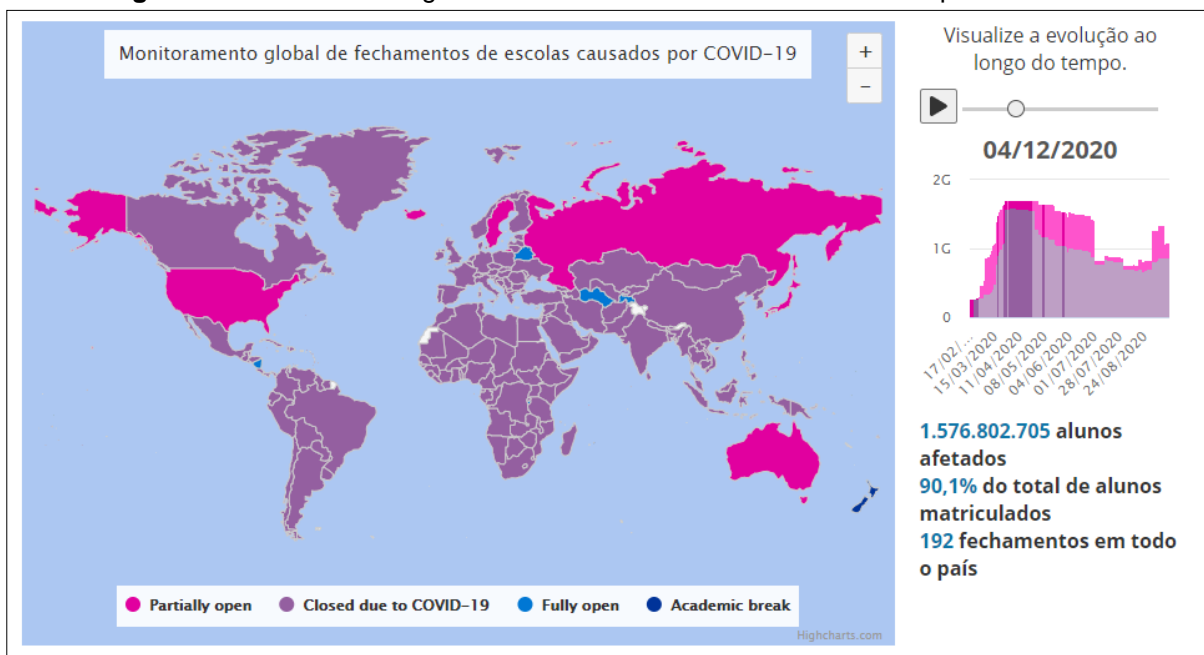 Monitoramento global de fechamentos de escolas causados por COVID-19
+
−
Partially open
Closed due to COVID-19
Fully open
Academic break
Highcharts.com
Visualize a evolução ao
longo do tempo.
04/12/2020
2G
1G
0
17/02/...
15/03/2020
11/04/2020
08/05/2020
04/06/2020
01/07/2020
28/07/2020
24/08/2020
1.576.802.705 alunos
afetados
90,1% do total de alunos
matriculados
192 fechamentos em todo
o país